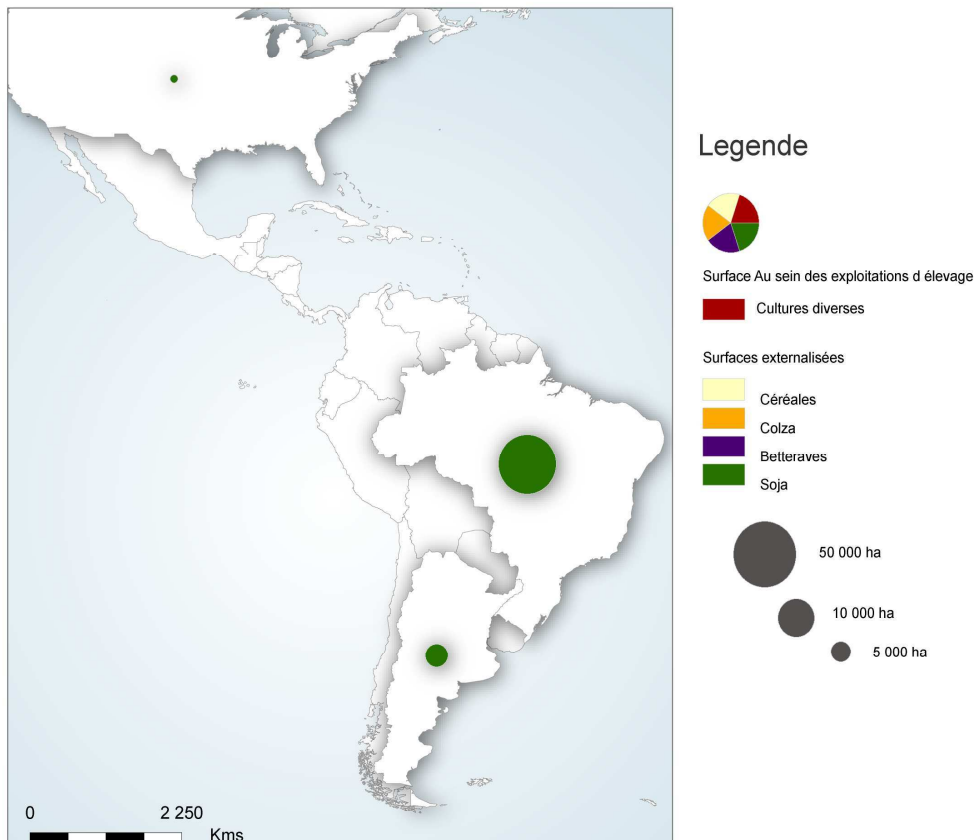 Legende
Surface Au sein des exploitations d élevage
Cultures diverses
Surfaces externalisées
Céréales
Colza
Betteraves
Soja
50 000 ha
10 000 ha
5 000 ha
0 2 250
Kms